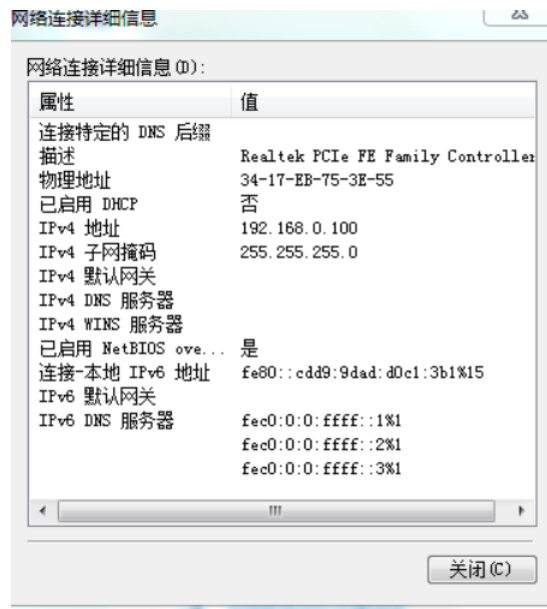 网络连接详细信息
网络连接详细信息(D):
属性 值
连接特定的 DNS 后缀
描述 Realtek PCIe FE Family Controller
物理地址 34-17-EB-75-3E-55
已启用 DHCP 否
IPv4 地址 192.168.0.100
IPv4 子网掩码 255.255.255.0
IPv4 默认网关
IPv4 DNS 服务器
IPv4 WINS 服务器
已启用 NetBIOS ove... 是
连接-本地 IPv6 地址 fe80::cdd9:9dad:d0c1:3b1%15
IPv6 默认网关
IPv6 DNS 服务器 fec0:0:0:ffff::1%1
fec0:0:0:ffff::2%1
fec0:0:0:ffff::3%1
关闭(C)